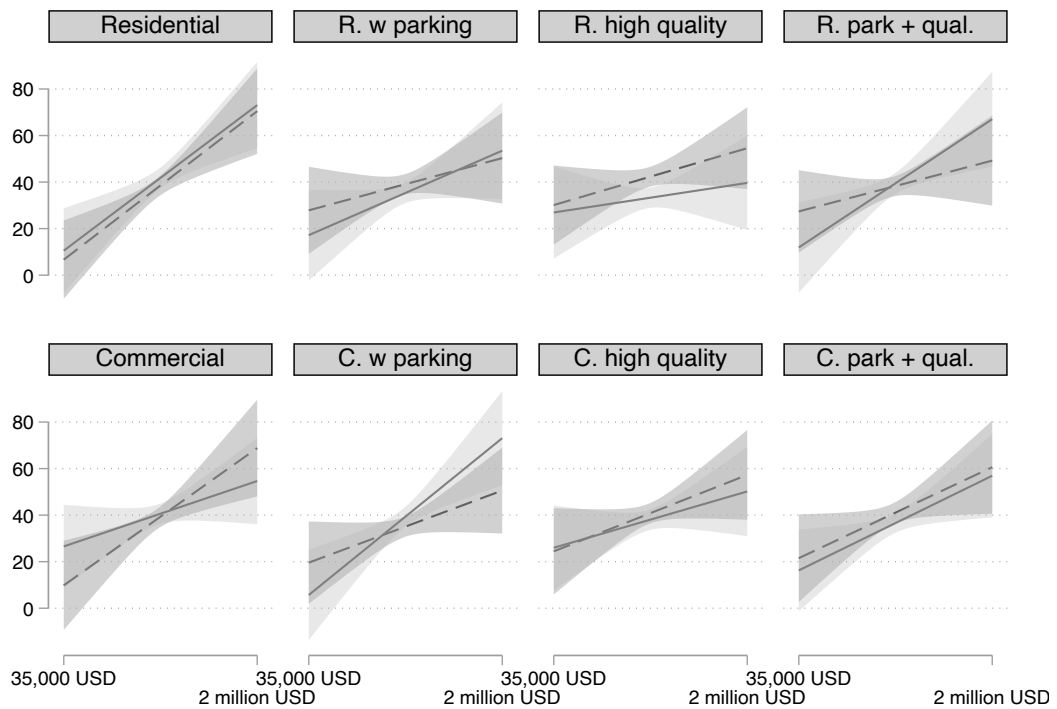 Residential
R. w parking
R. high quality
R. park + qual.
80
60
40
20
0
Commercial
C. w parking
C. high quality
C. park + qual.
80
60
40
20
0
35,000 USD
2 million USD
35,000 USD
2 million USD
35,000 USD
2 million USD
35,000 USD
2 million USD